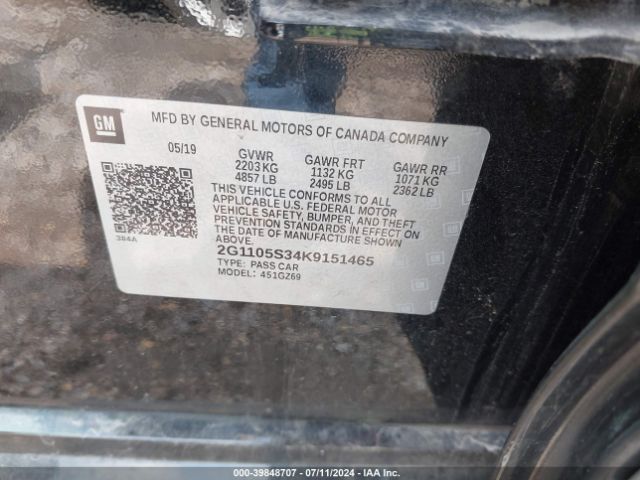 GM
MFD BY GENERAL MOTORS OF CANADA COMPANY
05/19 GVWR GAWR FRT GAWR RR
2203 KG 1132 KG 1071 KG
4857 LB 2495 LB 2362 LB
THIS VEHICLE CONFORMS TO ALL
APPLICABLE U.S. FEDERAL MOTOR
VEHICLE SAFETY, BUMPER, AND THEFT
PREVENTION STANDARDS IN EFFECT ON
THE DATE OF MANUFACTURE SHOWN
ABOVE.
384A
2G1105S34K9151465
TYPE: PASS CAR
MODEL: 451GZ69
000-39848707 - 07/11/2024 - IAA Inc.